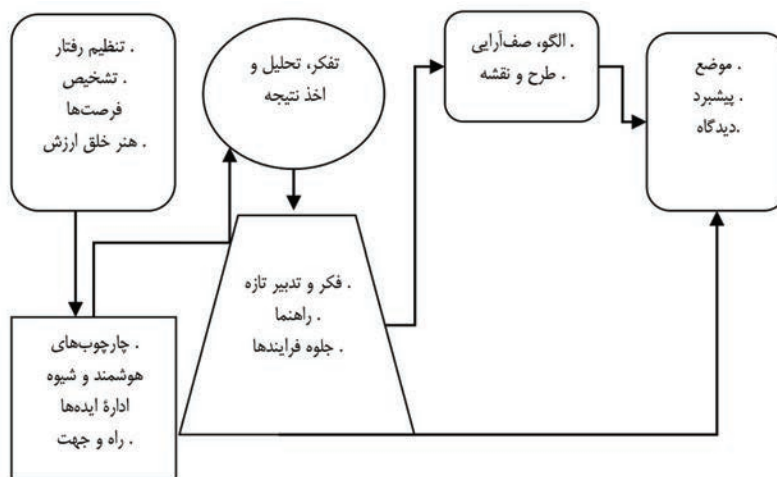 . تنظیم رفتار
. تشخیص
فرصت‌ها
. هنر خلق ارزش
چارچوب‌های .
هوشمند و شیوه
ادارۀ ایده‌ها
. راه و جهت
تفکر، تحلیل و
اخذ نتیجه
. فکر و تدبیر تازه
. راهنما
. جلوه فرایندها
. الگو، صف‌آرایی
. طرح و نقشه
. موضع
. پیشبرد
.دیدگاه